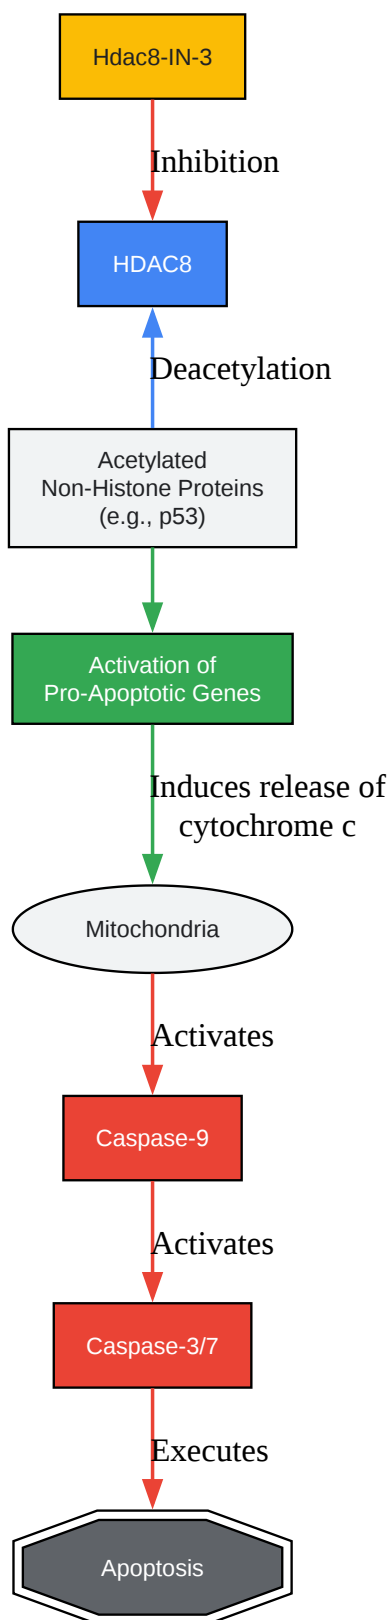 Hdac8-IN-3
Inhibition
HDAC8
Deacetylation
Acetylated
Non-Histone Proteins
(e.g., p53)
Activation of
Pro-Apoptotic Genes
Induces release of
cytochrome c
Mitochondria
Activates
Caspase-9
Activates
Caspase-3/7
Executes
Apoptosis